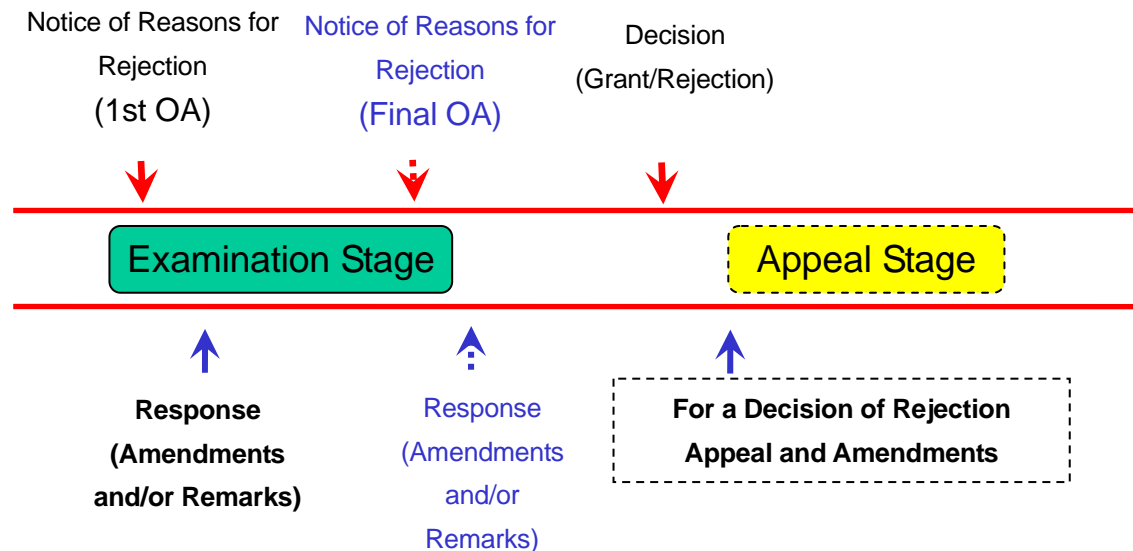 Notice of Reasons for
Rejection
(1st OA)
Notice of Reasons for
Rejection
(Final OA)
Decision
(Grant/Rejection)
Examination Stage
Appeal Stage
Response
(Amendments
and/or Remarks)
Response
(Amendments
and/or
Remarks)
For a Decision of Rejection
Appeal and Amendments